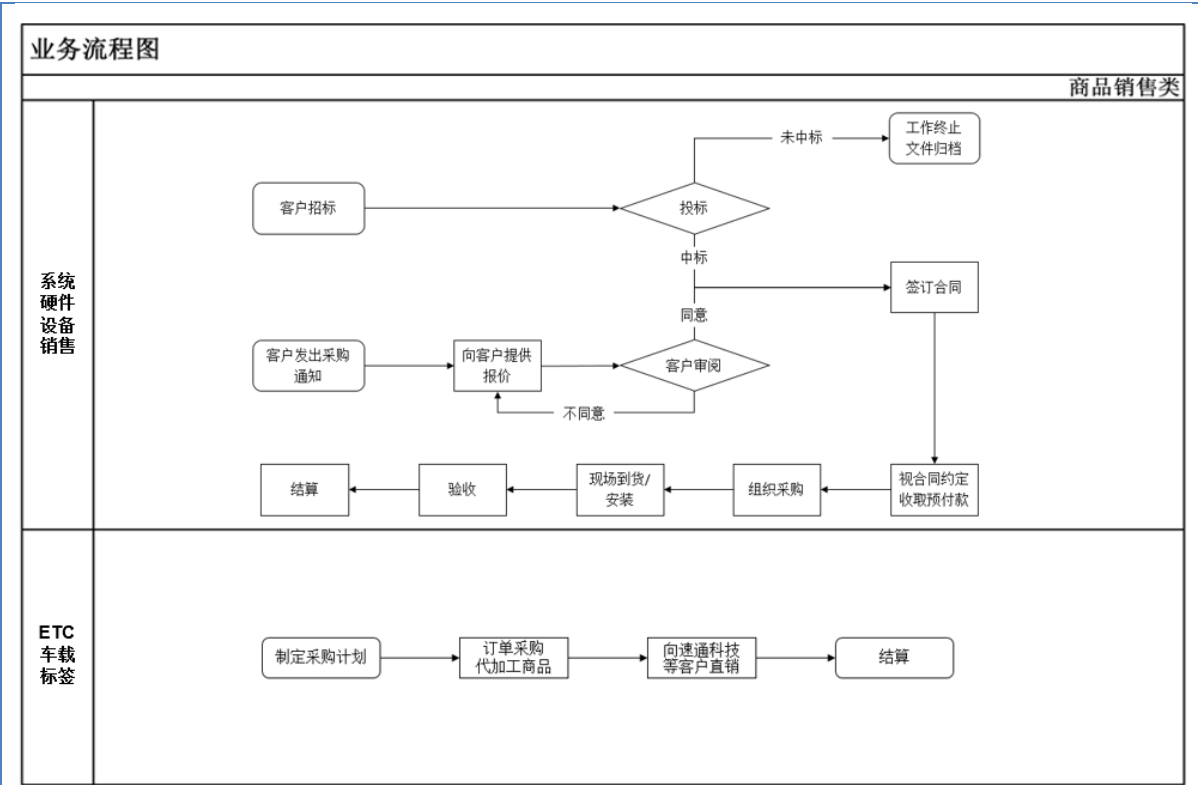 业务流程图
商品销售类
系统
硬件
设备
销售
未中标
工作终止
文件归档
客户招标
投标
中标
签订合同
同意
客户发出采购
通知
向客户提供
报价
客户审阅
不同意
结算
验收
现场到货/
安装
组织采购
视合同约定
收取预付款
ETC
车载
标签
制定采购计划
订单采购
代加工商品
向速通科技
等客户直销
结算